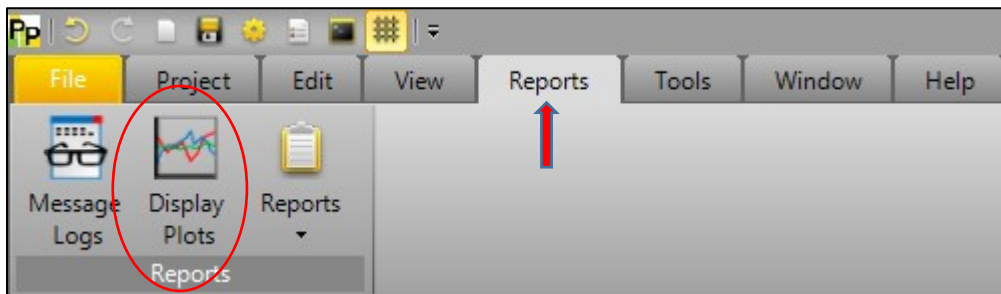 Pp
File Project Edit View Reports Tools Window Help
Message Display Reports
Logs Plots
Reports